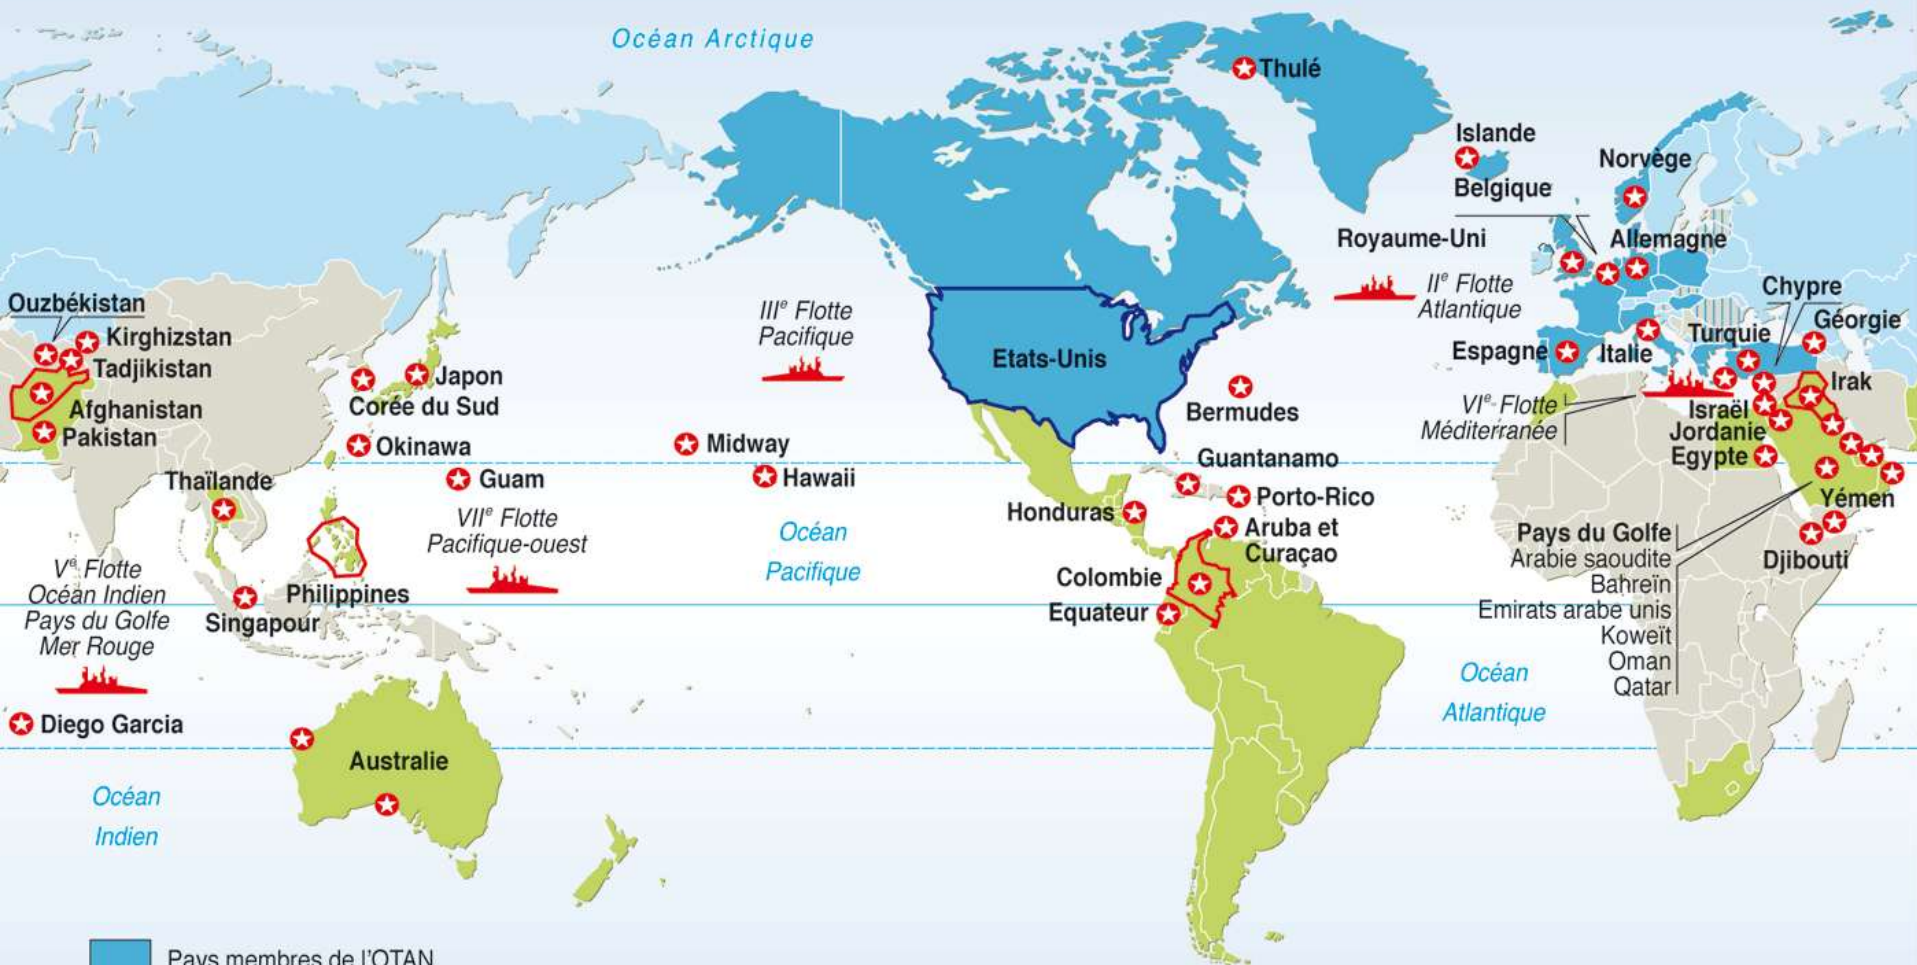 Océan Arctique
Thulé
Islande
Norvège
Belgique
Royaume-Uni
Allemagne
IIe Flotte
Atlantique
Chypre
Géorgie
Turquie
Espagne
Italie
Irak
VIe Flotte
Méditerranée
Israël
Jordanie
Egypte
Yémen
Pays du Golfe
Arabie saoudite
Bahreïn
Emirats arabe unis
Koweït
Oman
Qatar
Djibouti
Ouzbékistan
Kirghizstan
Tadjikistan
Afghanistan
Pakistan
Japon
Corée du Sud
Okinawa
Thaïlande
Guam
VIIe Flotte
Pacifique-ouest
IIIe Flotte
Pacifique
Midway
Hawaii
Océan
Pacifique
Etats-Unis
Bermudes
Guantanamo
Porto-Rico
Honduras
Aruba et
Curaçao
Colombie
Equateur
Océan
Atlantique
Ve Flotte
Océan Indien
Pays du Golfe
Mer Rouge
Philippines
Singapour
Diego Garcia
Australie
Océan
Indien
Pays membres de l'OTAN